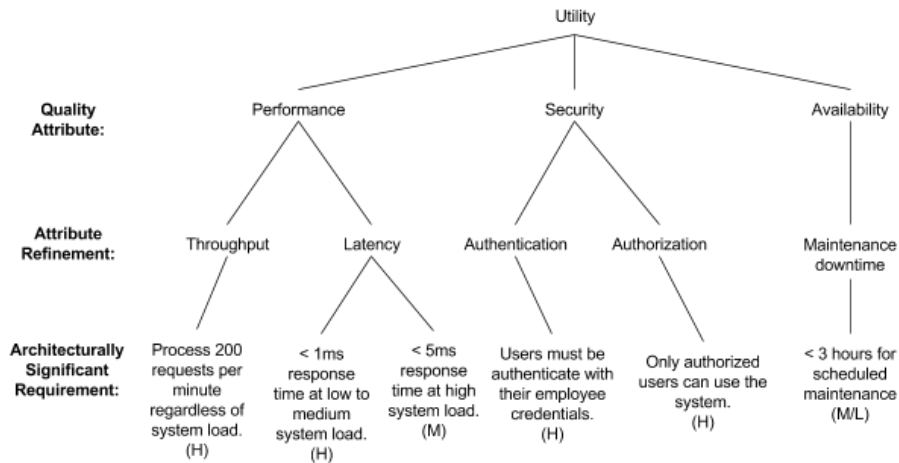 Utility
Quality
Attribute:
Performance
Security
Availability
Attribute
Refinement:
Throughput
Latency
Authentication
Authorization
Maintenance
downtime
Architecturally
Significant
Requirement:
Process 200
requests per
minute
regardless of
system load.
(H)
< 1ms
response
time at low to
medium
system load.
(H)
< 5ms
response
time at high
system load.
(M)
Users must be
authenticate with
their employee
credentials.
(H)
Only authorized
users can use the
system.
(H)
< 3 hours for
scheduled
maintenance
(M/L)